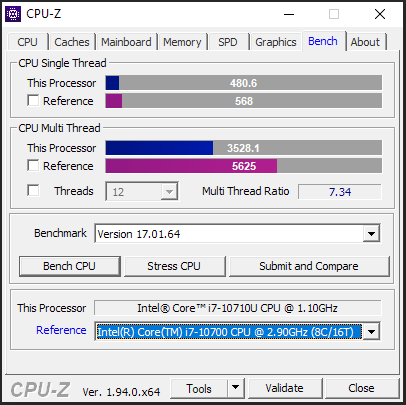 CPU-Z
CPU Caches Mainboard Memory SPD Graphics Bench About
CPU Single Thread
This Processor 480.6
Reference 568
CPU Multi Thread
This Processor 3528.1
Reference 5625
Threads 12 Multi Thread Ratio 7.34
Benchmark Version 17.01.64
Bench CPU Stress CPU Submit and Compare
This Processor Intel® Core™ i7-10710U CPU @ 1.10GHz
Reference Intel(R) Core(TM) i7-10700 CPU @ 2.90GHz (8C/16T)
CPU-Z Ver. 1.94.0.x64 Tools Validate Close